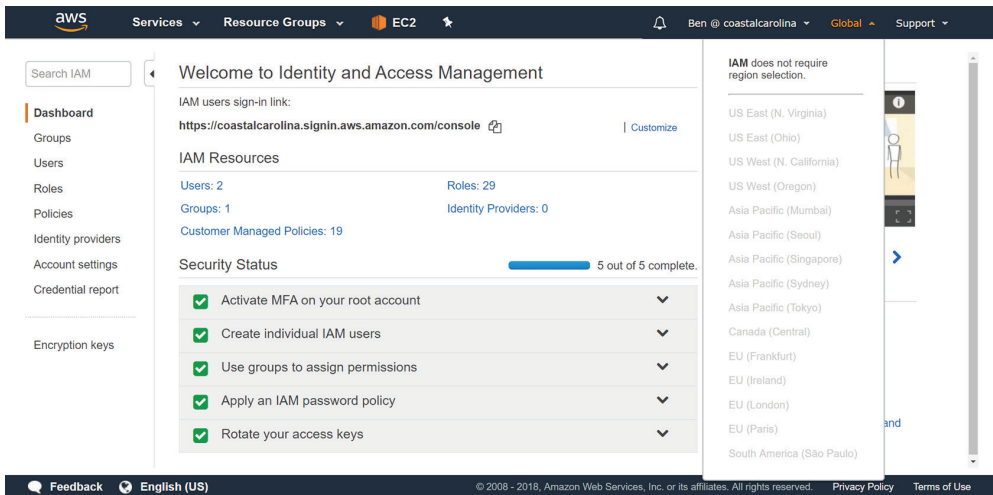 aws Services Resource Groups EC2 Ben @ coastalcarolina Global Support
Search IAM
Dashboard
Groups
Users
Roles
Policies
Identity providers
Account settings
Credential report
Encryption keys
Welcome to Identity and Access Management
IAM users sign-in link:
https://coastalcarolina.signin.aws.amazon.com/console | Customize
IAM Resources
Users: 2 Roles: 29
Groups: 1 Identity Providers: 0
Customer Managed Policies: 19
Security Status 5 out of 5 complete.
Activate MFA on your root account
Create individual IAM users
Use groups to assign permissions
Apply an IAM password policy
Rotate your access keys
IAM does not require
region selection.
US East (N. Virginia)
US East (Ohio)
US West (N. California)
US West (Oregon)
Asia Pacific (Mumbai)
Asia Pacific (Seoul)
Asia Pacific (Singapore)
Asia Pacific (Sydney)
Asia Pacific (Tokyo)
Canada (Central)
EU (Frankfurt)
EU (Ireland)
EU (London)
EU (Paris)
South America (São Paulo)
and
Feedback English (US) © 2008 - 2018, Amazon Web Services, Inc. or its affiliates. All rights reserved. Privacy Policy Terms of Use